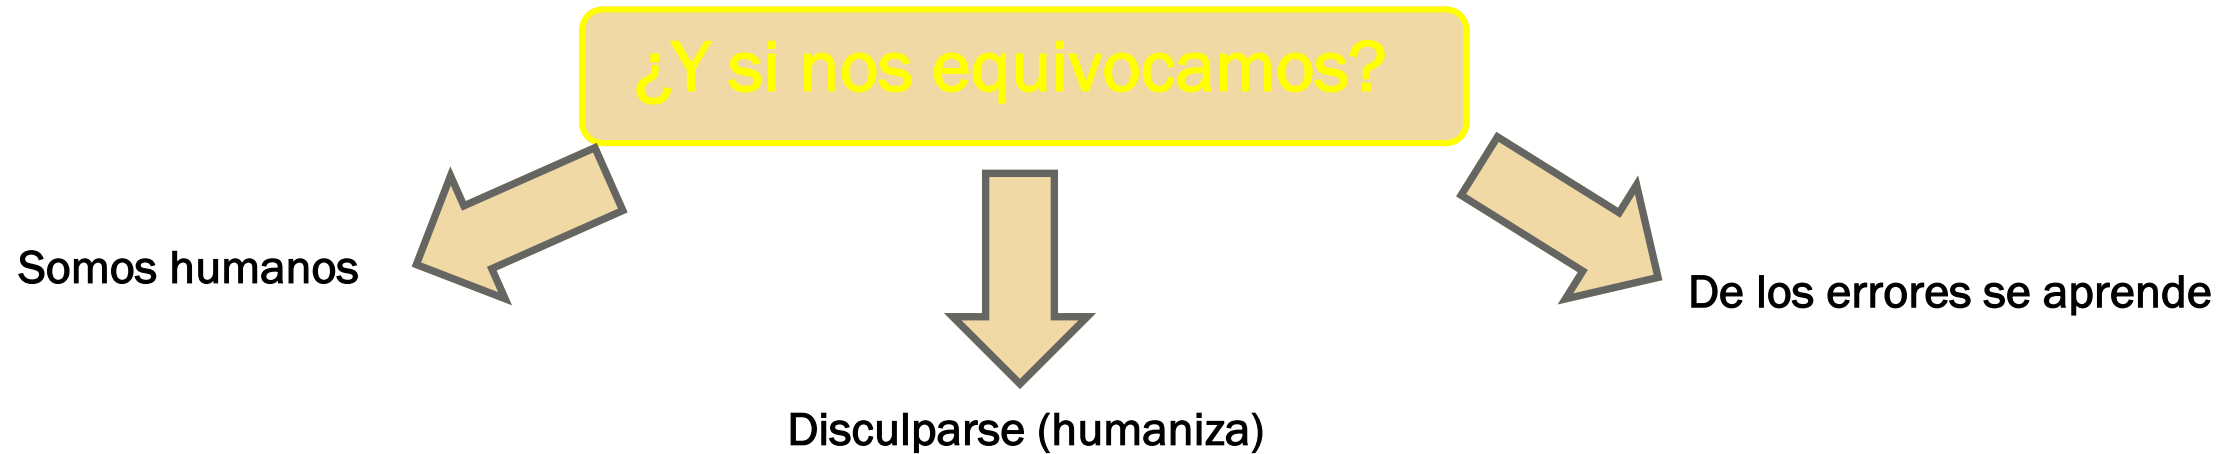 ¿Y si nos equivocamos?
Somos humanos
De los errores se aprende
Disculparse (humaniza)